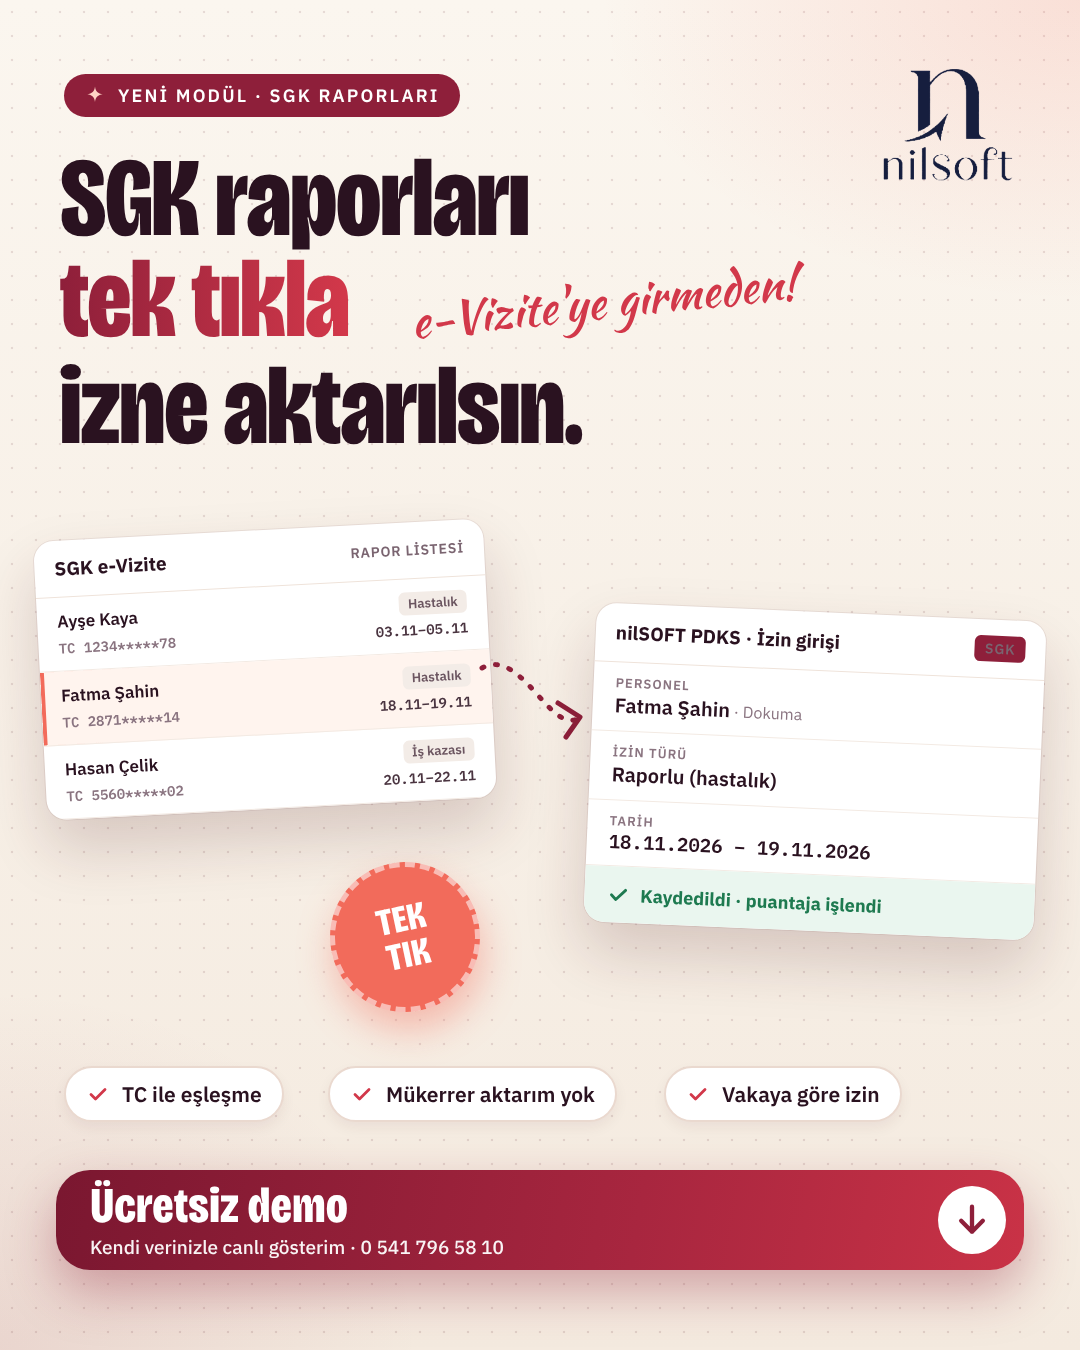 YENİ MODÜL · SGK RAPORLARI
nilsoft
SGK raporları
tek tıkla
e-Vizite'ye girmeden!
izne aktarılsın.
SGK e-Vizite
RAPOR LİSTESİ
Ayşe Kaya
Hastalık
TC 1234*****78
03.11–05.11
Fatma Şahin
Hastalık
TC 2871*****14
18.11–19.11
Hasan Çelik
İş kazası
TC 5560*****02
20.11–22.11
nilSOFT PDKS · İzin girişi
SGK
PERSONEL
Fatma Şahin · Dokuma
İZİN TÜRÜ
Raporlu (hastalık)
TARİH
18.11.2026 – 19.11.2026
Kaydedildi · puantaja işlendi
TEK
TIK
TC ile eşleşme
Mükerrer aktarım yok
Vakaya göre izin
Ücretsiz demo
Kendi verinizle canlı gösterim · 0 541 796 58 10